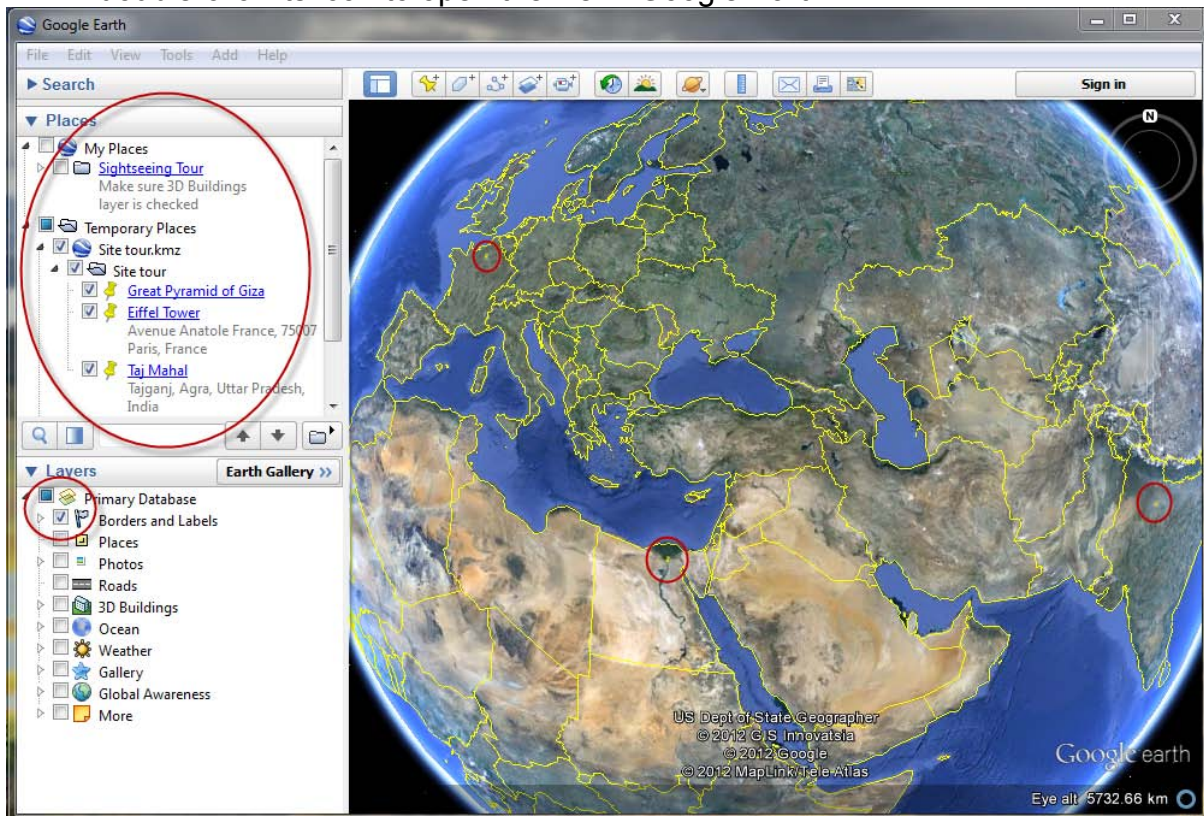 Google Earth
File Edit View Tools Add Help
Search
Sign in
Places
My Places
Sightseeing Tour
Make sure 3D Buildings
layer is checked
Temporary Places
Site tour.kmz
Site tour
Great Pyramid of Giza
Eiffel Tower
Avenue Anatole France, 75007
Paris, France
Taj Mahal
Tajganj, Agra, Uttar Pradesh,
India
Layers
Earth Gallery >>
Primary Database
Borders and Labels
Places
Photos
Roads
3D Buildings
Ocean
Weather
Gallery
Global Awareness
More
N
US Dept of State Geographer
© 2012 GIS Innovatsia
© 2012 Google
© 2012 MapLink/Tele Atlas
Google earth
Eye alt 5732.66 km